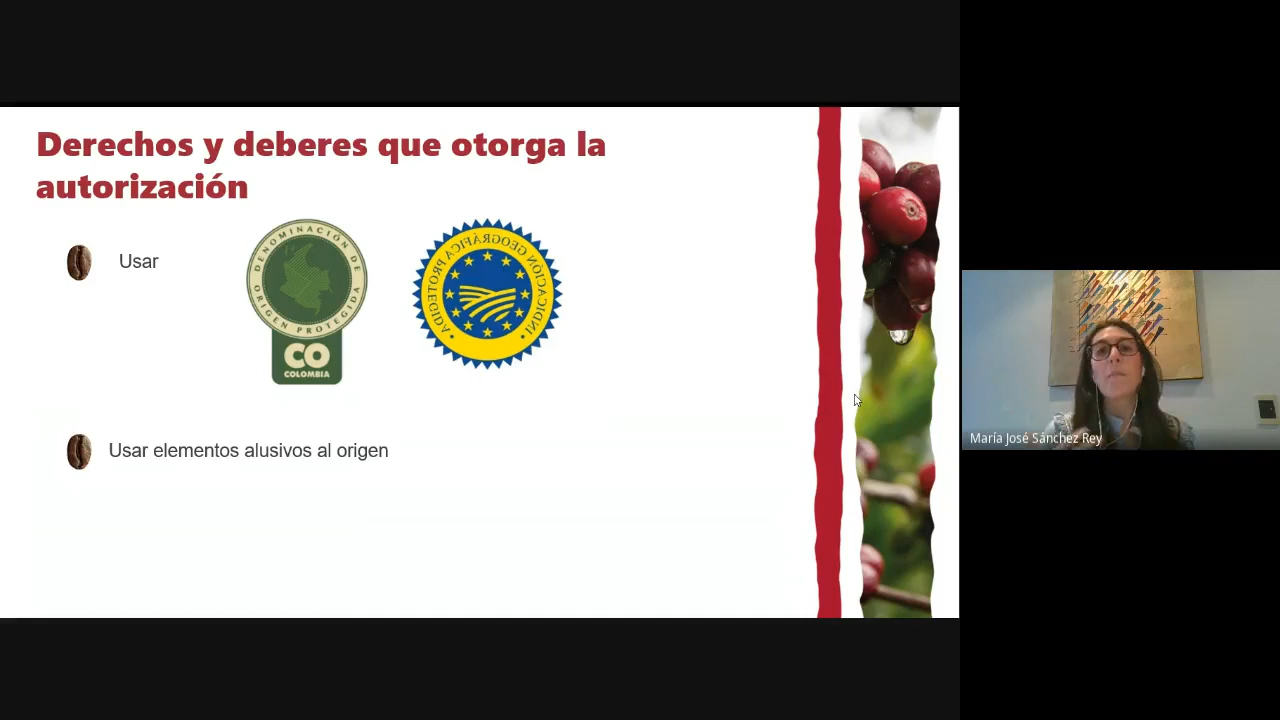 Derechos y deberes que otorga la
autorización
Usar
DENOMINACIÓN DE
ORIGEN PROTEGIDA
CO
COLOMBIA
INDICACIÓN GEOGRÁFICA PROTEGIDA
Usar elementos alusivos al origen
María José Sánchez Rey